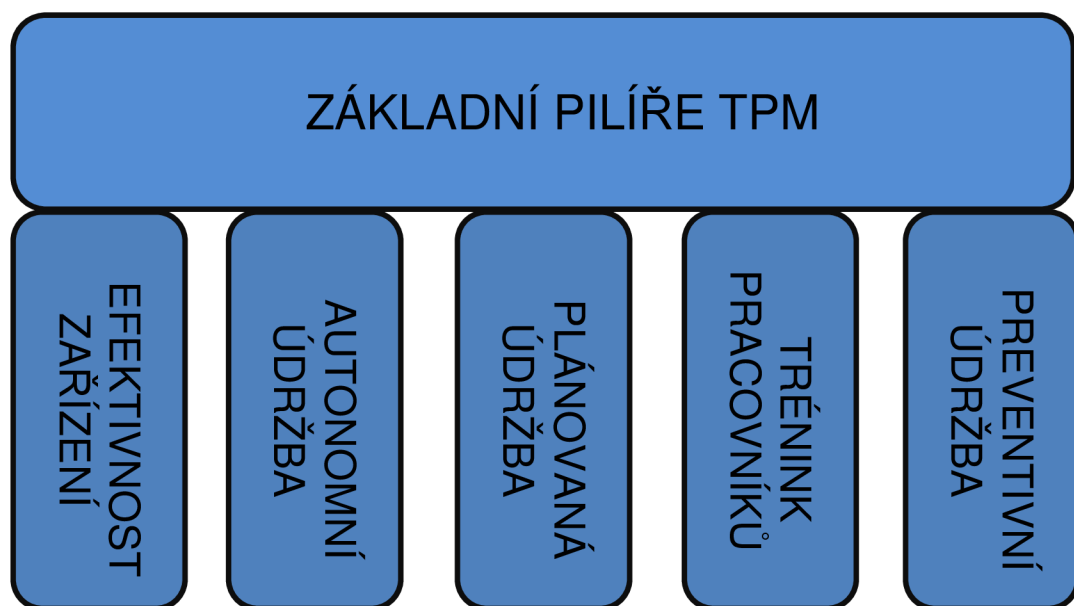 ZÁKLADNÍ PILÍŘE TPM
EFEKTIVNOST
ZAŘÍZENÍ
AUTONOMNÍ
ÚDRŽBA
PLÁNOVANÁ
ÚDRŽBA
TRÉNINK
PRACOVNÍKŮ
PREVENTIVNÍ
ÚDRŽBA